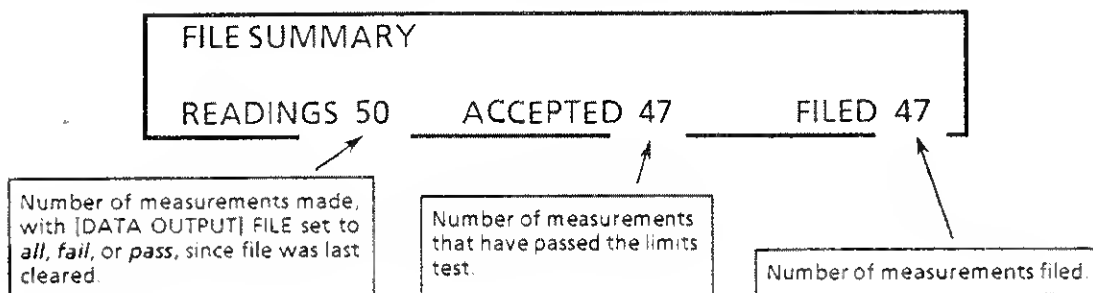 FILE SUMMARY
READINGS 50 ACCEPTED 47 FILED 47
Number of measurements made,
with [DATA OUTPUT] FILE set to
all, fail, or pass, since file was last
cleared.
Number of measurements
that have passed the limits
test.
Number of measurements filed.